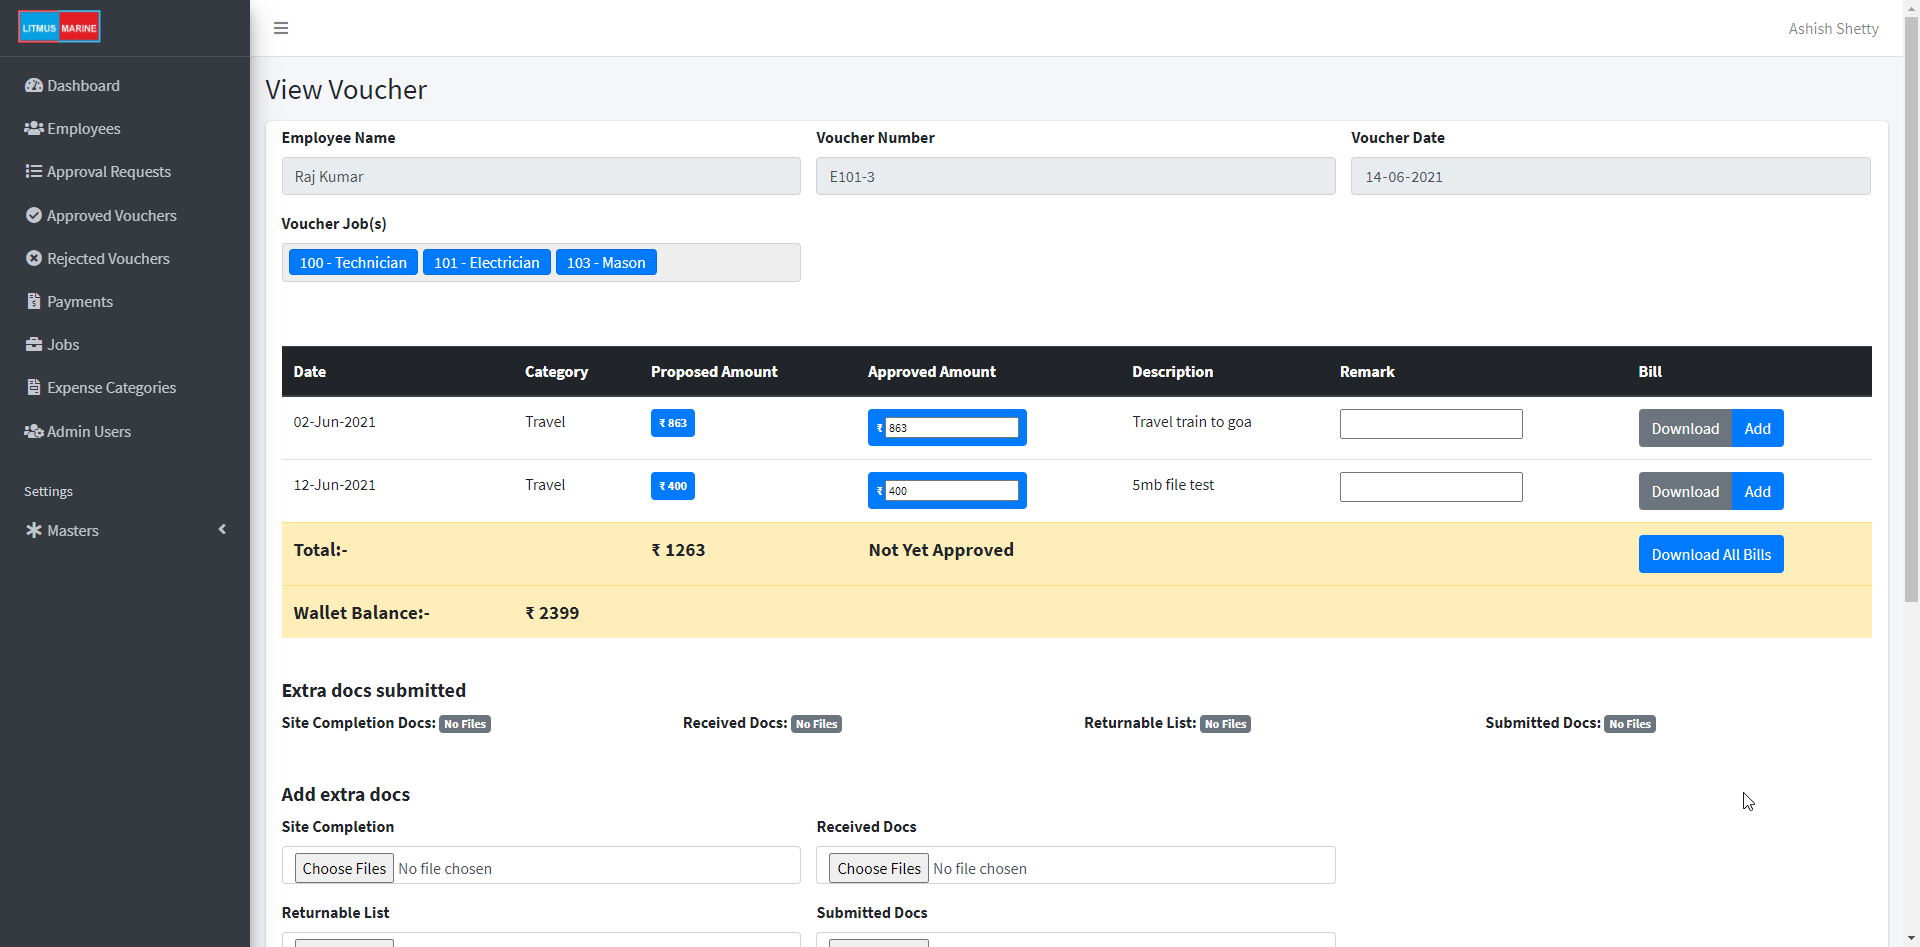 LITMUS MARINE
Ashish Shetty
Dashboard
Employees
Approval Requests
Approved Vouchers
Rejected Vouchers
Payments
Jobs
Expense Categories
Admin Users
Settings
Masters
View Voucher
Employee Name Voucher Number Voucher Date
Raj Kumar E101-3 14-06-2021
Voucher Job(s)
100 - Technician 101 - Electrician 103 - Mason
Date Category Proposed Amount Approved Amount Description Remark Bill
02-Jun-2021 Travel ₹ 863 ₹ 863 Travel train to goa Download Add
12-Jun-2021 Travel ₹ 400 ₹ 400 5mb file test Download Add
Total:- ₹ 1263 Not Yet Approved Download All Bills
Wallet Balance:- ₹ 2399
Extra docs submitted
Site Completion Docs: No Files Received Docs: No Files Returnable List: No Files Submitted Docs: No Files
Add extra docs
Site Completion Received Docs
Choose Files No file chosen Choose Files No file chosen
Returnable List Submitted Docs